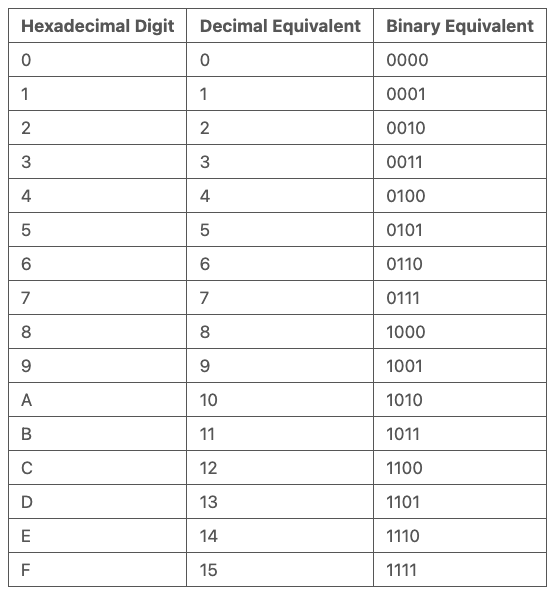 Hexadecimal Digit Decimal Equivalent Binary Equivalent
0 0 0000
1 1 0001
2 2 0010
3 3 0011
4 4 0100
5 5 0101
6 6 0110
7 7 0111
8 8 1000
9 9 1001
A 10 1010
B 11 1011
C 12 1100
D 13 1101
E 14 1110
F 15 1111